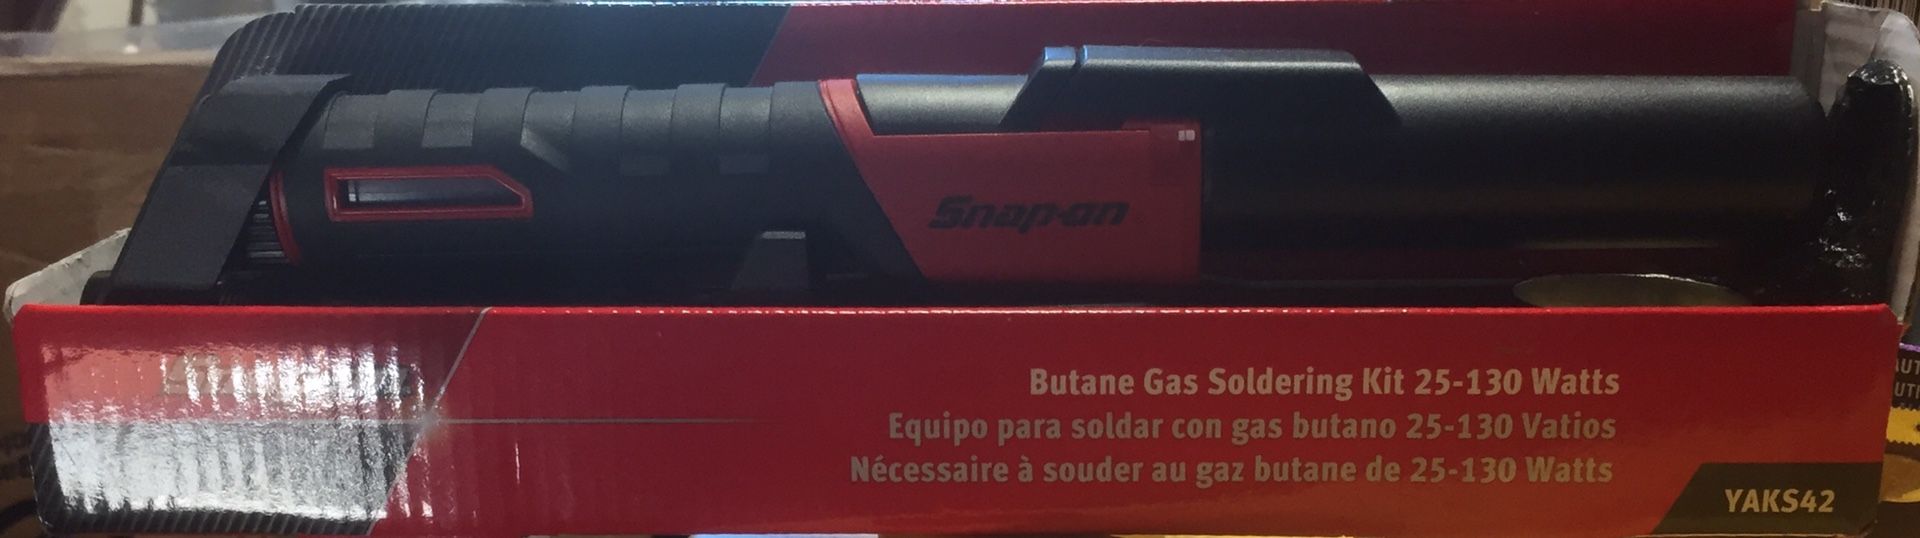 Snap-on
Butane Gas Soldering Kit 25-130 Watts
Equipo para soldar con gas butano 25-130 Vatios
Nécessaire à souder au gaz butane de 25-130 Watts
YAKS42